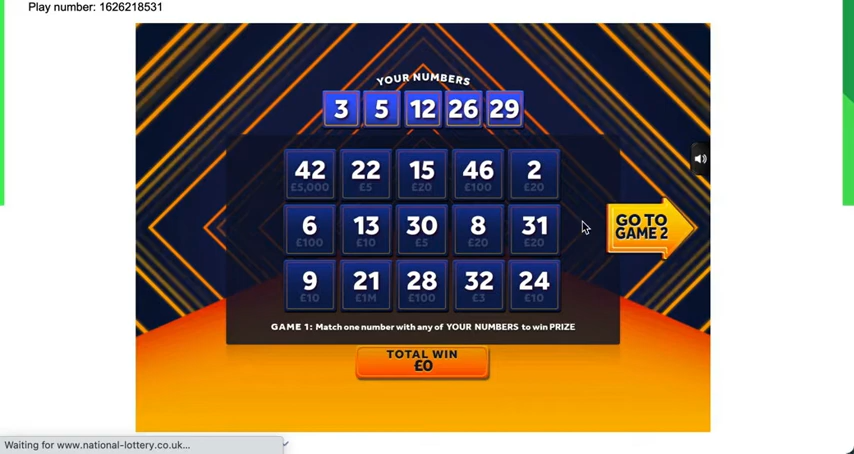 Play number: 1626218531
YOUR NUMBERS
3 5 12 26 29
42 22 15 46 2
£5,000 £5 £20 £100 £20
6 13 30 8 31
£100 £10 £5 £20 £20
9 21 28 32 24
£10 £1M £100 £3 £10
GO TO
GAME 2
GAME 1: Match one number with any of YOUR NUMBERS to win PRIZE
TOTAL WIN
£0
Waiting for www.national-lottery.co.uk...